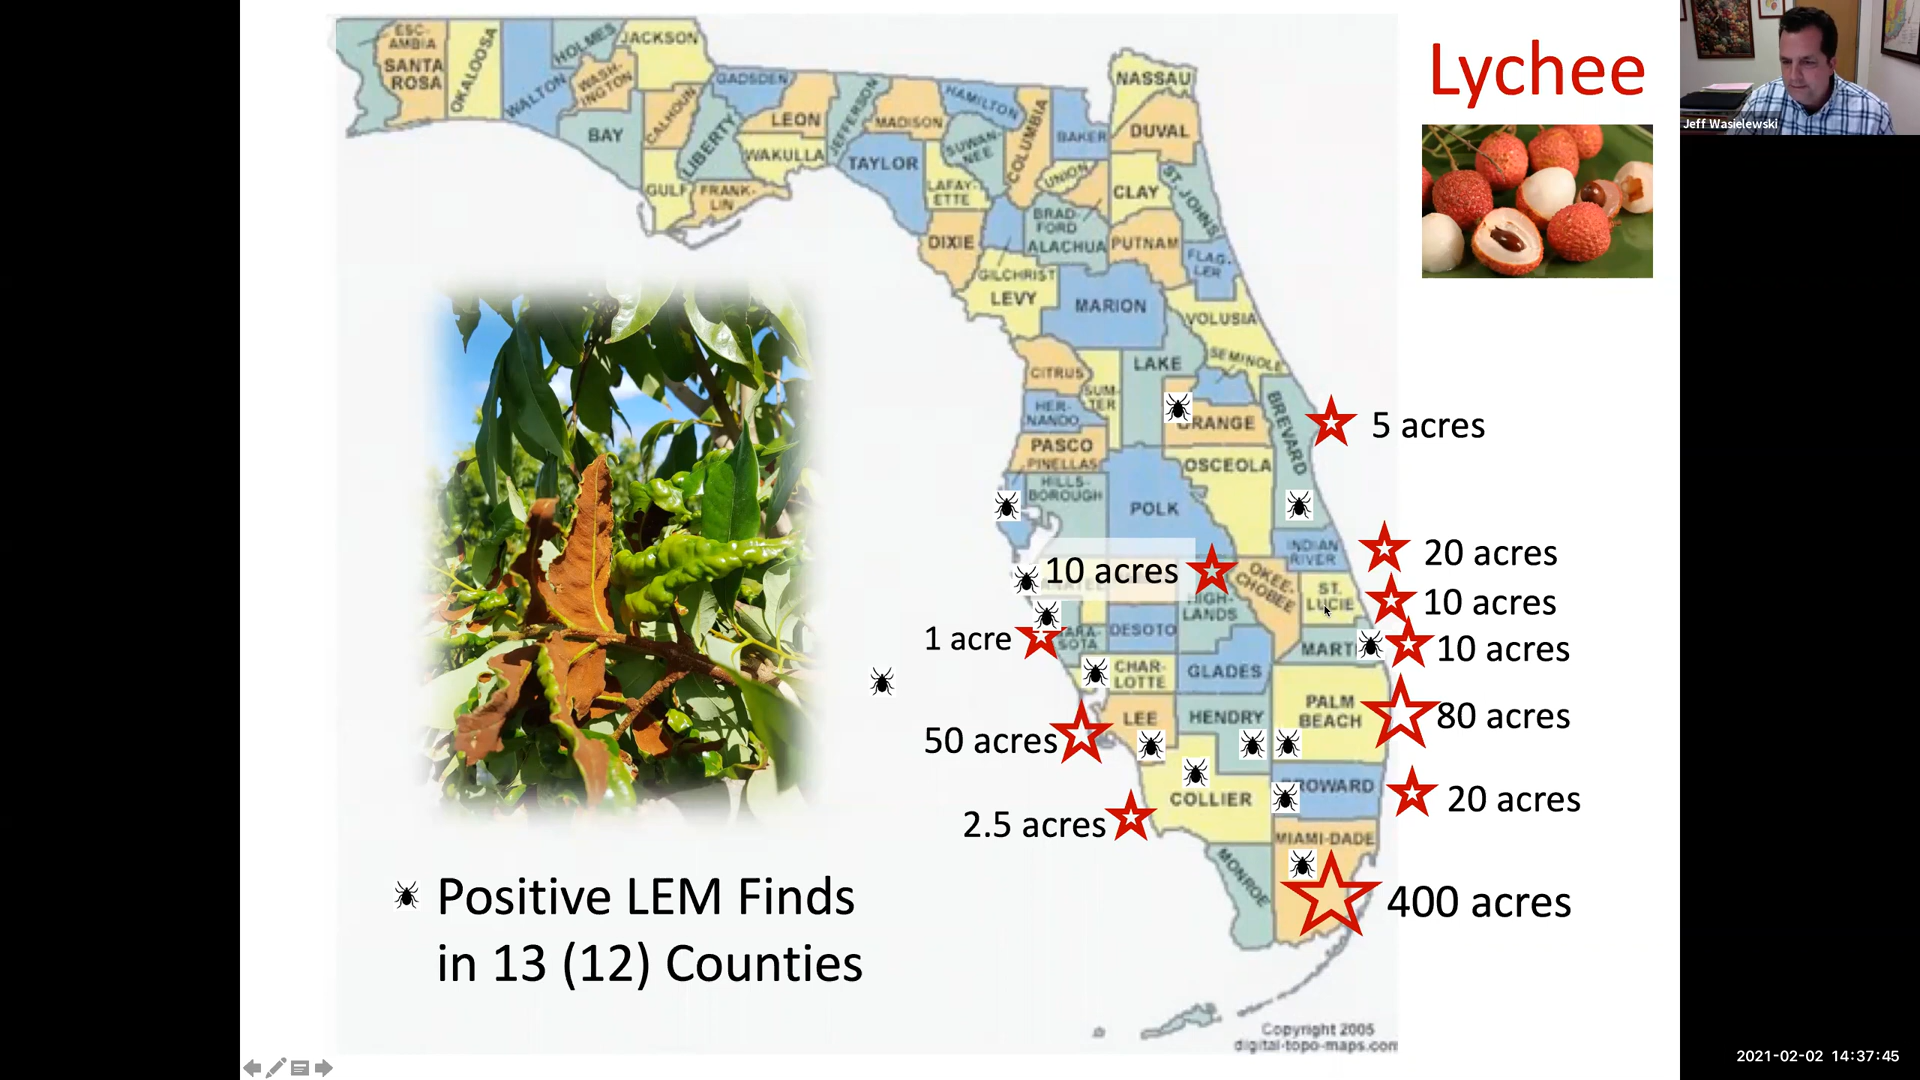 ESC-
AMBIA
SANTA
ROSA
OKALOOSA
WALTON
HOLMES
WASH-
INGTON
JACKSON
BAY
CALHOUN
GULF
LIBERTY
GADSDEN
FRANK-
LIN
LEON
WAKULLA
JEFFERSON
MADISON
TAYLOR
HAMILTON
SUWAN-
NEE
LAFAY-
ETTE
DIXIE
COLUMBIA
BAKER
UNION
BRAD-
FORD
ALACHUA
GILCHRIST
LEVY
NASSAU
DUVAL
CLAY
ST. JOHNS
PUTNAM
FLAG-
LER
MARION
VOLUSIA
CITRUS
SUM-
TER
LAKE
SEMINOLE
HER-
NANDO
PASCO
PINELLAS
HILLS-
BOROUGH
POLK
RANGE
OSCEOLA
BREVARD
INDIAN
RIVER
OKEE-
CHOBEE
ST.
LUCIE
HIGH-
LANDS
DESOTO
ARA-
SOTA
MARTI
CHAR-
LOTTE
GLADES
LEE
HENDRY
PALM
BEACH
COLLIER
ROWARD
MIAMI-DADE
MONROE
Lychee
Jeff Wasielewski
5 acres
20 acres
10 acres
10 acres
10 acres
1 acre
80 acres
50 acres
20 acres
2.5 acres
400 acres
Positive LEM Finds
in 13 (12) Counties
Copyright 2005
digital-topo-maps.com
2021-02-02 14:37:45